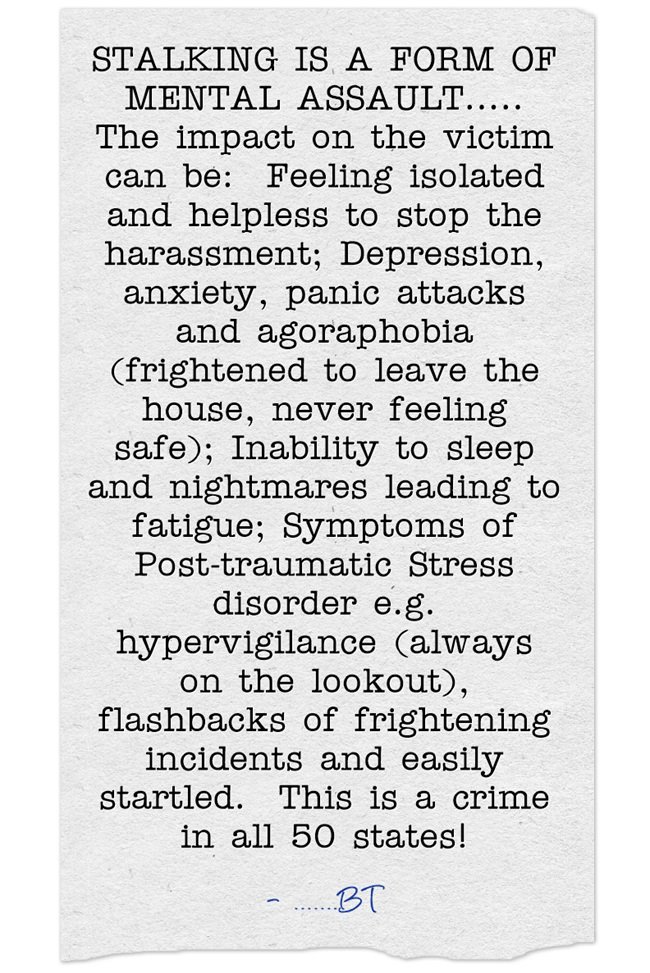 STALKING IS A FORM OF
MENTAL ASSAULT.....
The impact on the victim
can be:  Feeling isolated
and helpless to stop the
harassment; Depression,
anxiety, panic attacks
and agoraphobia
(frightened to leave the
house, never feeling
safe); Inability to sleep
and nightmares leading to
fatigue; Symptoms of
Post-traumatic Stress
disorder e.g.
hypervigilance (always
on the lookout),
flashbacks of frightening
incidents and easily
startled.  This is a crime
in all 50 states!
- .......BT